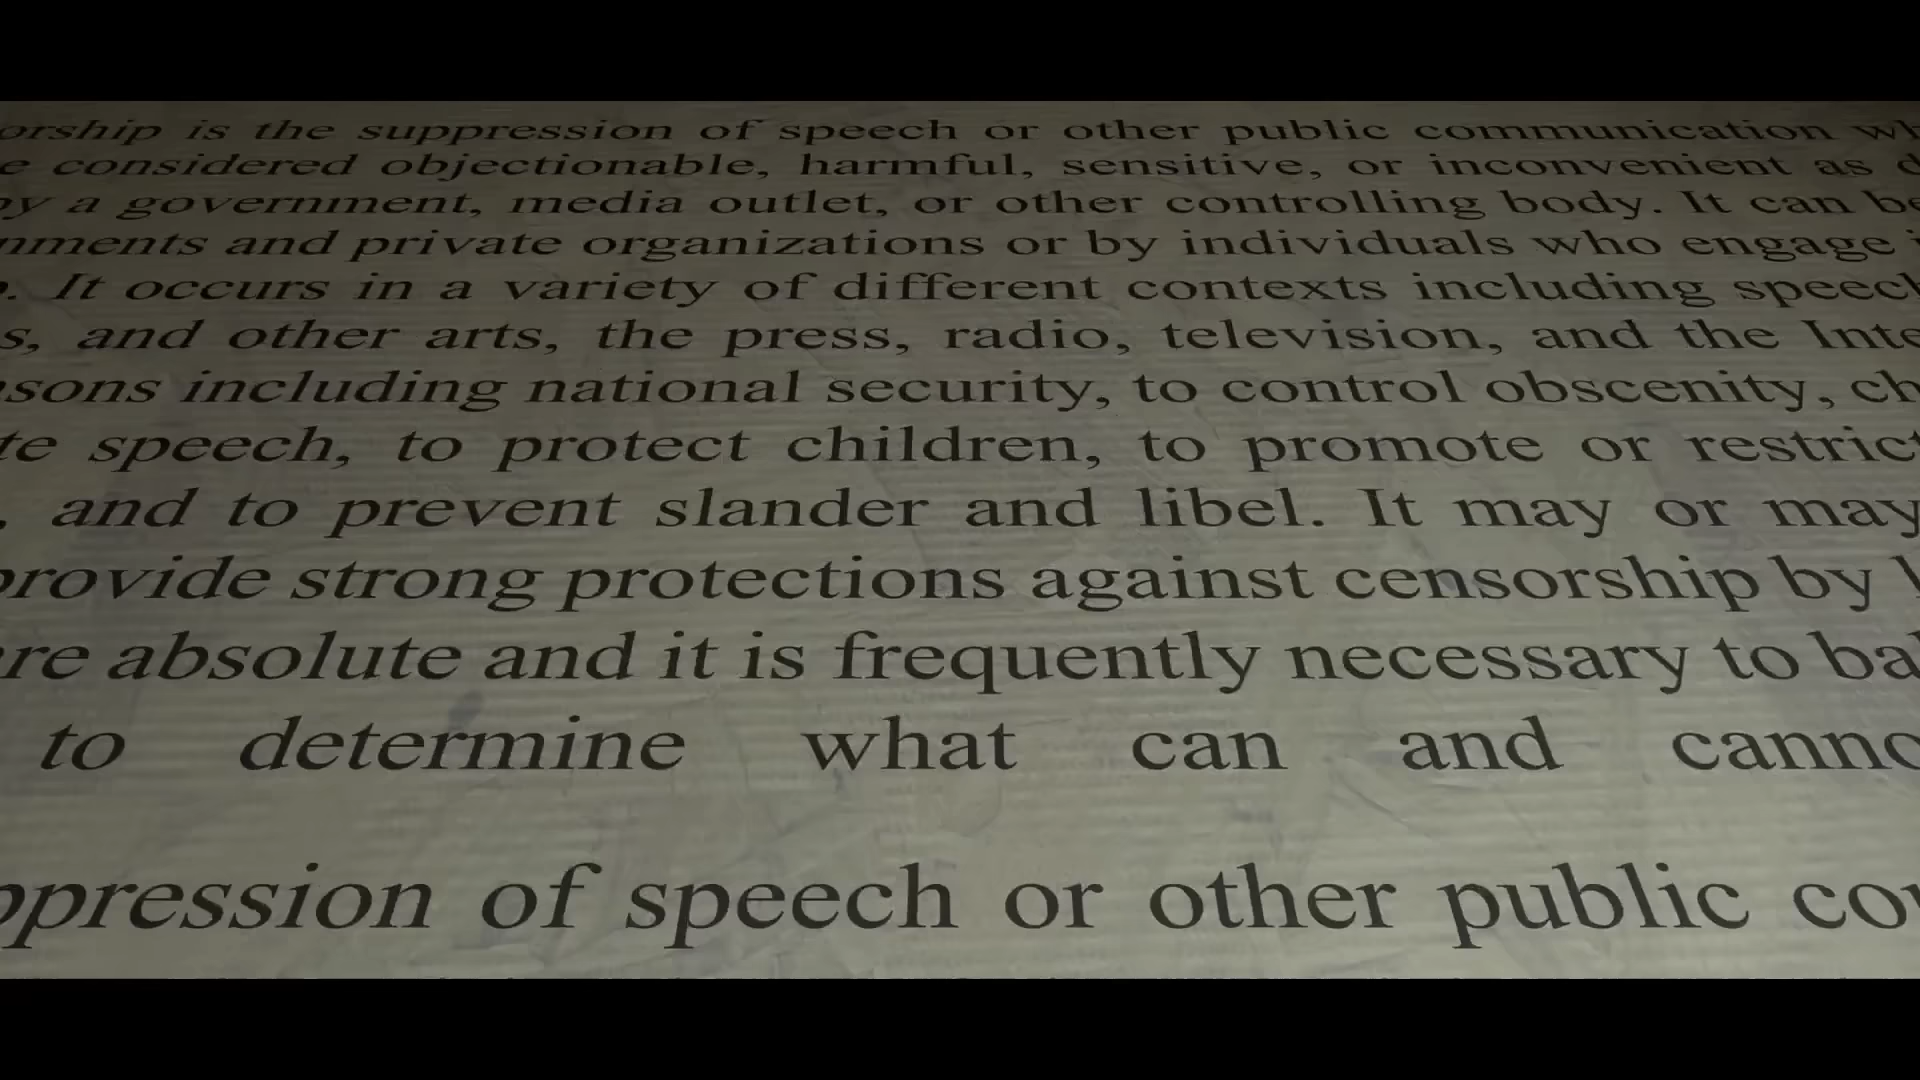 orship is the suppression of speech or other public communication wh
e considered objectionable, harmful, sensitive, or inconvenient as d
by a government, media outlet, or other controlling body. It can be
nments and private organizations or by individuals who engage i
. It occurs in a variety of different contexts including speech
s, and other arts, the press, radio, television, and the Inte
sons including national security, to control obscenity, ch
te speech, to protect children, to promote or restrict
, and to prevent slander and libel. It may or may
provide strong protections against censorship by l
re absolute and it is frequently necessary to ba
to determine what can and canno
ppression of speech or other public co